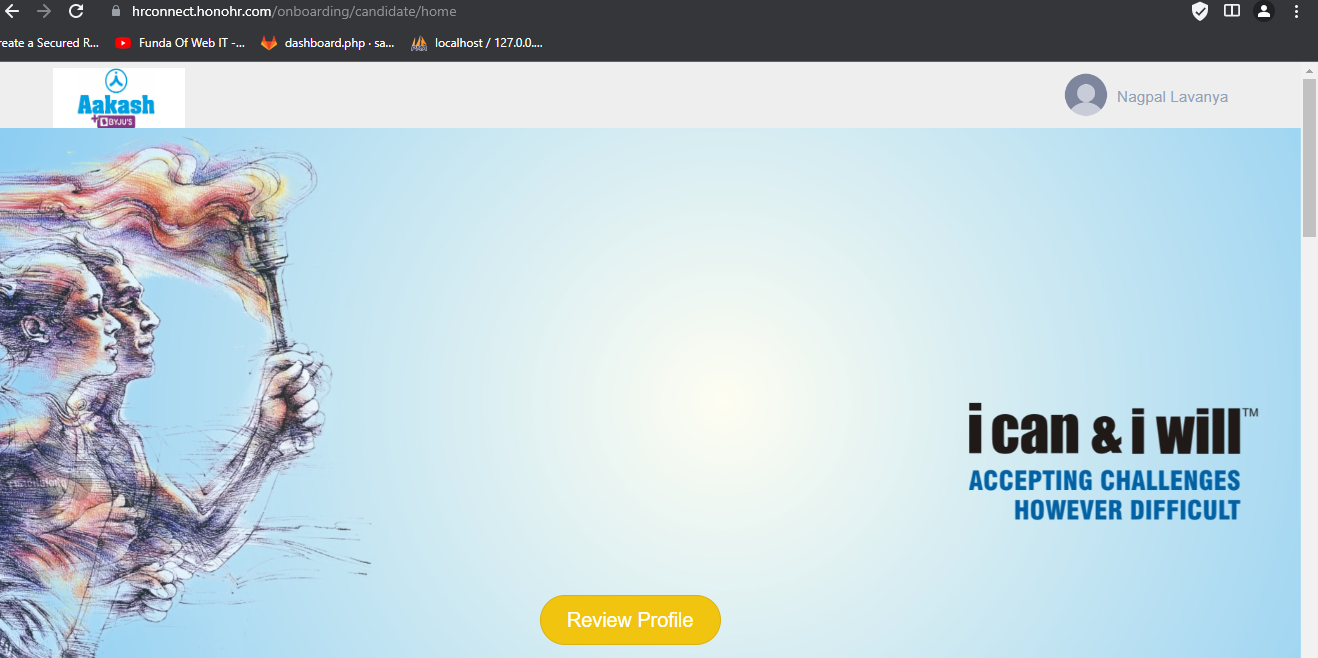 hrconnect.honohr.com/onboarding/candidate/home
reate a Secured R...
Funda Of Web IT -...
dashboard.php · sa...
localhost / 127.0.0....
Aakash
+ BYJU'S
Nagpal Lavanya
i can & i will™
ACCEPTING CHALLENGES
HOWEVER DIFFICULT
Review Profile